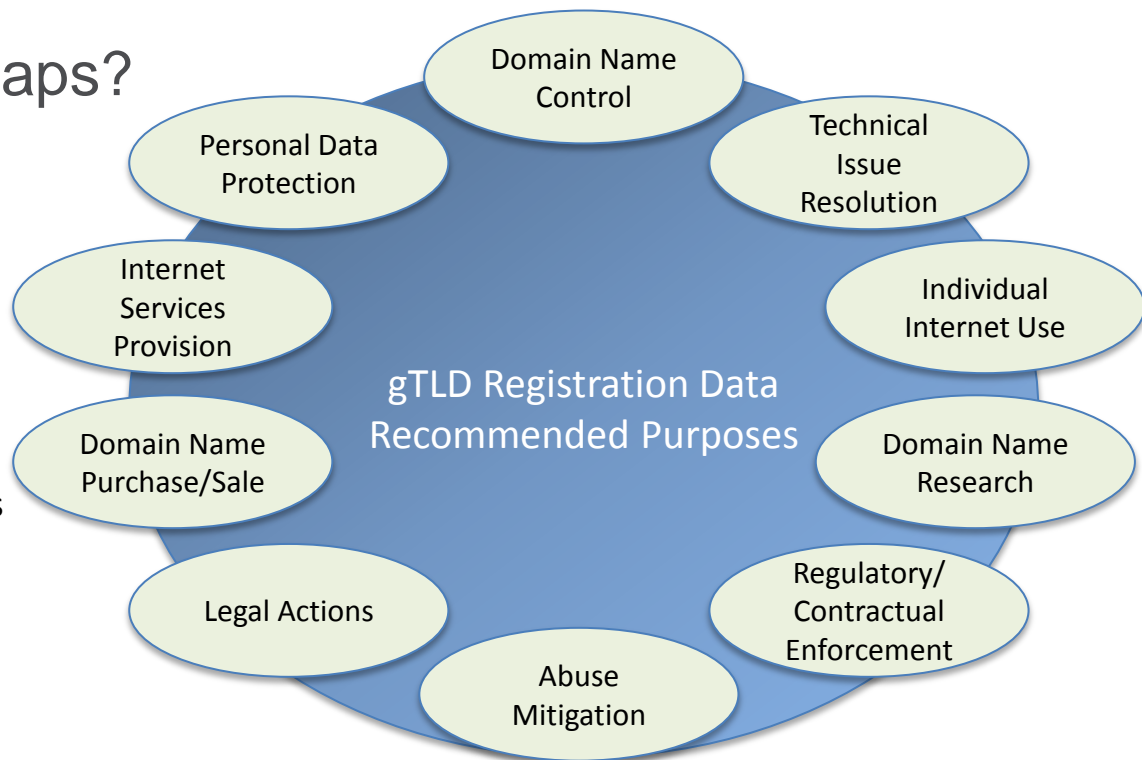 aps?
Domain Name
Control
Technical
Issue
Resolution
Individual
Internet Use
Domain Name
Research
Regulatory/
Contractual
Enforcement
Abuse
Mitigation
Legal Actions
Domain Name
Purchase/Sale
Internet
Services
Provision
Personal Data
Protection
gTLD Registration Data
Recommended Purposes
s